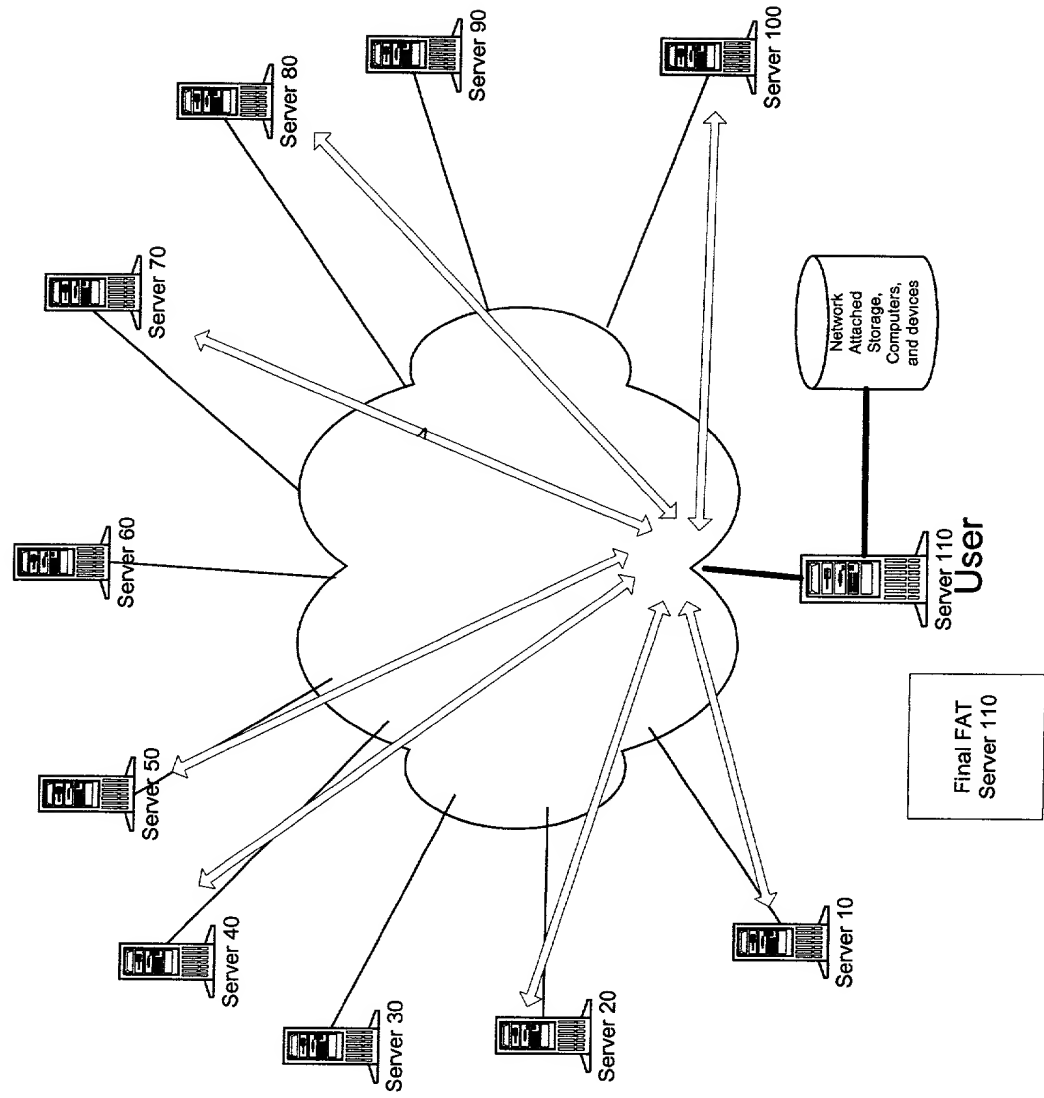 Server 10
Server 20
Server 30
Server 40
Server 50
Server 60
Server 70
Server 80
Server 90
Server 100
Server 110
User
Network
Attached
Storage,
Computers,
and devices
Final FAT
Server 110